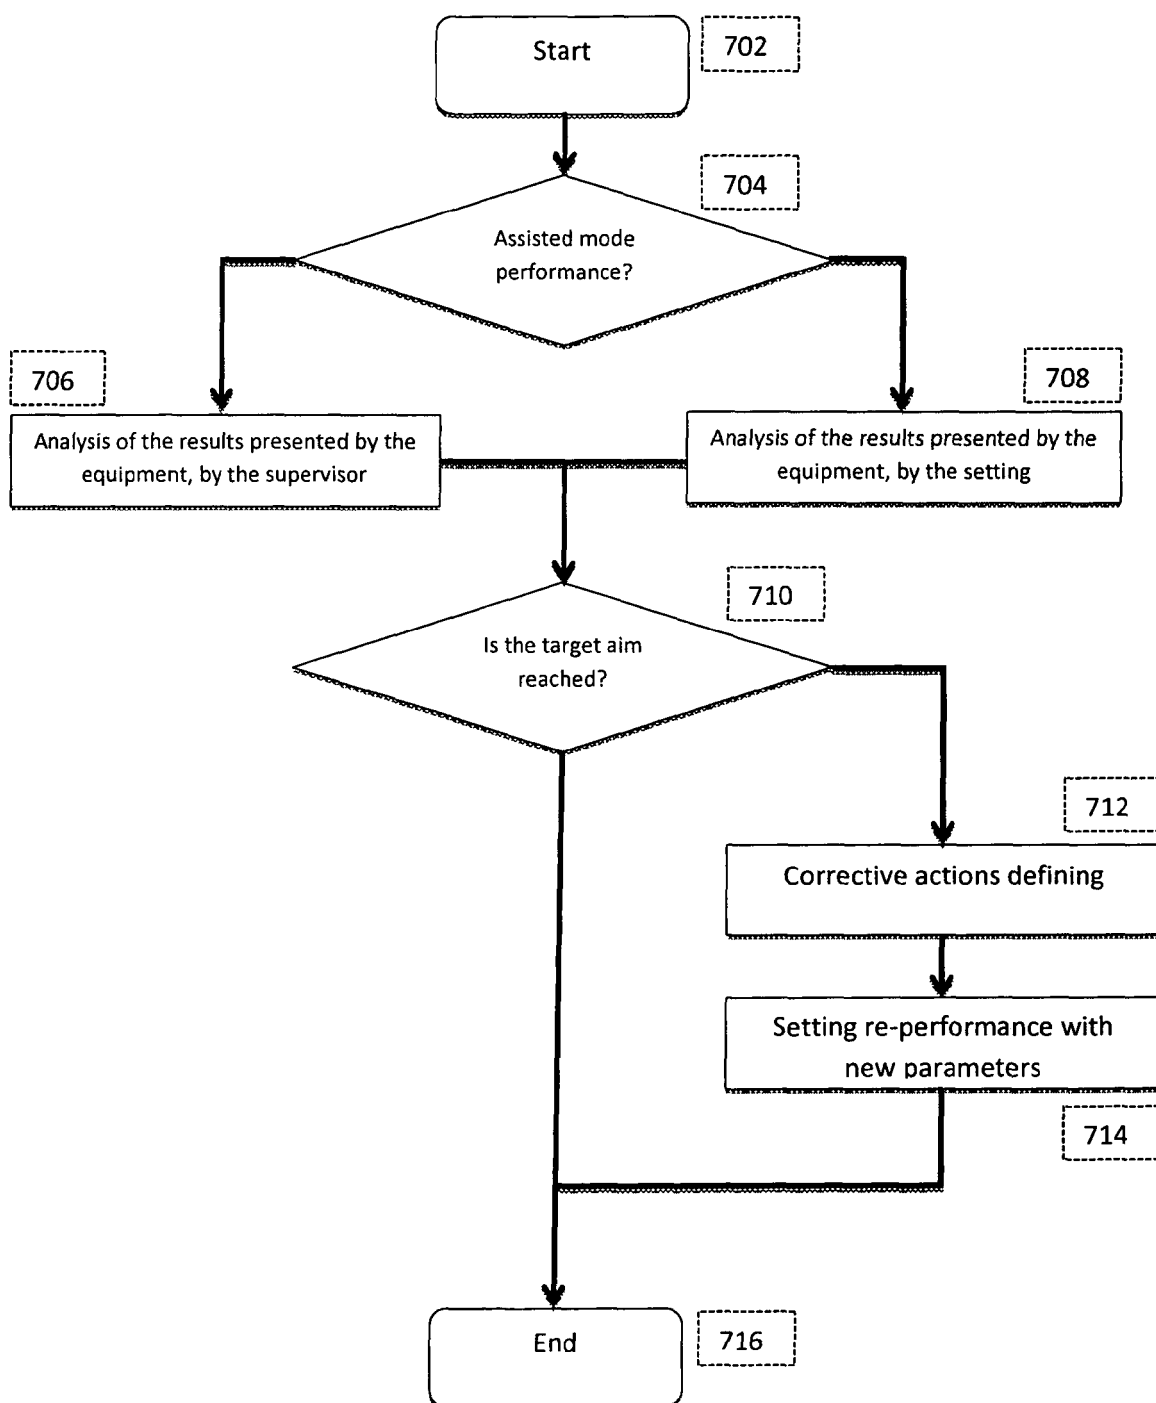 Start
702
704
Assisted mode
performance?
706
708
Analysis of the results presented by the
equipment, by the supervisor
Analysis of the results presented by the
equipment, by the setting
710
Is the target aim
reached?
712
Corrective actions defining
Setting re-performance with
new parameters
714
End
716